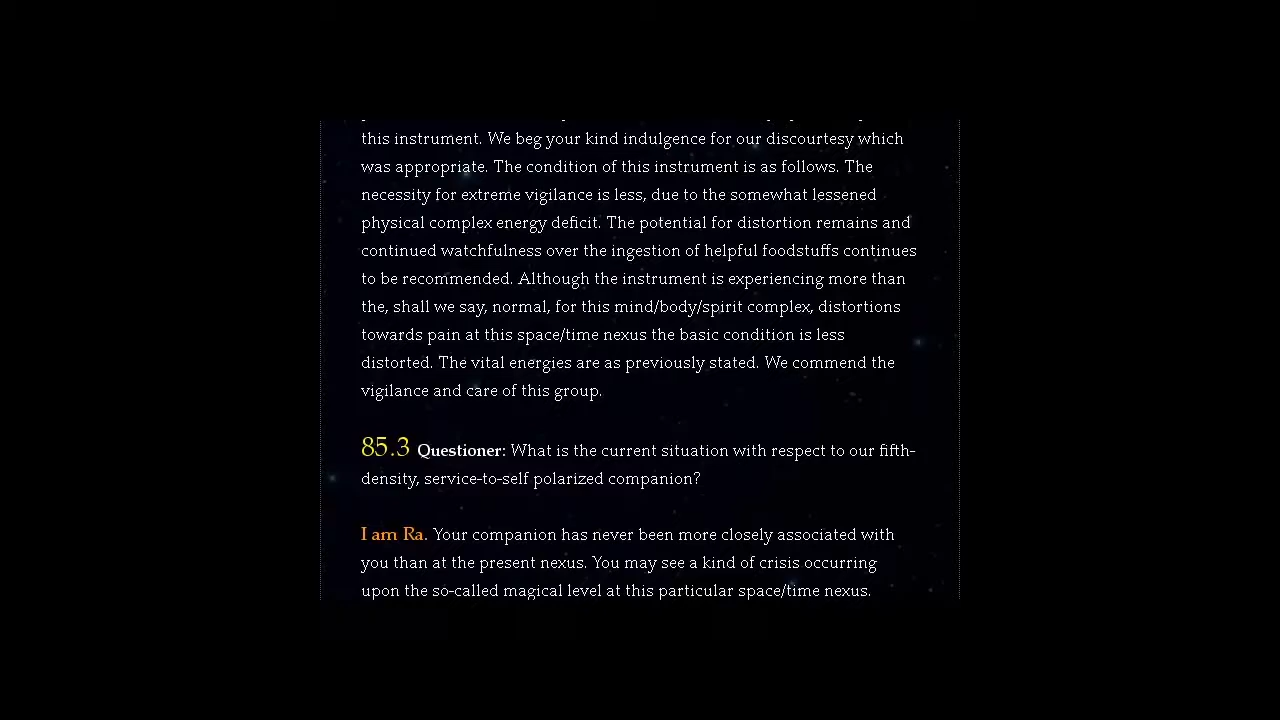 this instrument. We beg your kind indulgence for our discourtesy which
was appropriate. The condition of this instrument is as follows. The
necessity for extreme vigilance is less, due to the somewhat lessened
physical complex energy deficit. The potential for distortion remains and
continued watchfulness over the ingestion of helpful foodstuffs continues
to be recommended. Although the instrument is experiencing more than
the, shall we say, normal, for this mind/body/spirit complex, distortions
towards pain at this space/time nexus the basic condition is less
distorted. The vital energies are as previously stated. We commend the
vigilance and care of this group.
85.3 Questioner: What is the current situation with respect to our fifth-
density, service-to-self polarized companion?
I am Ra. Your companion has never been more closely associated with
you than at the present nexus. You may see a kind of crisis occurring
upon the so-called magical level at this particular space/time nexus.